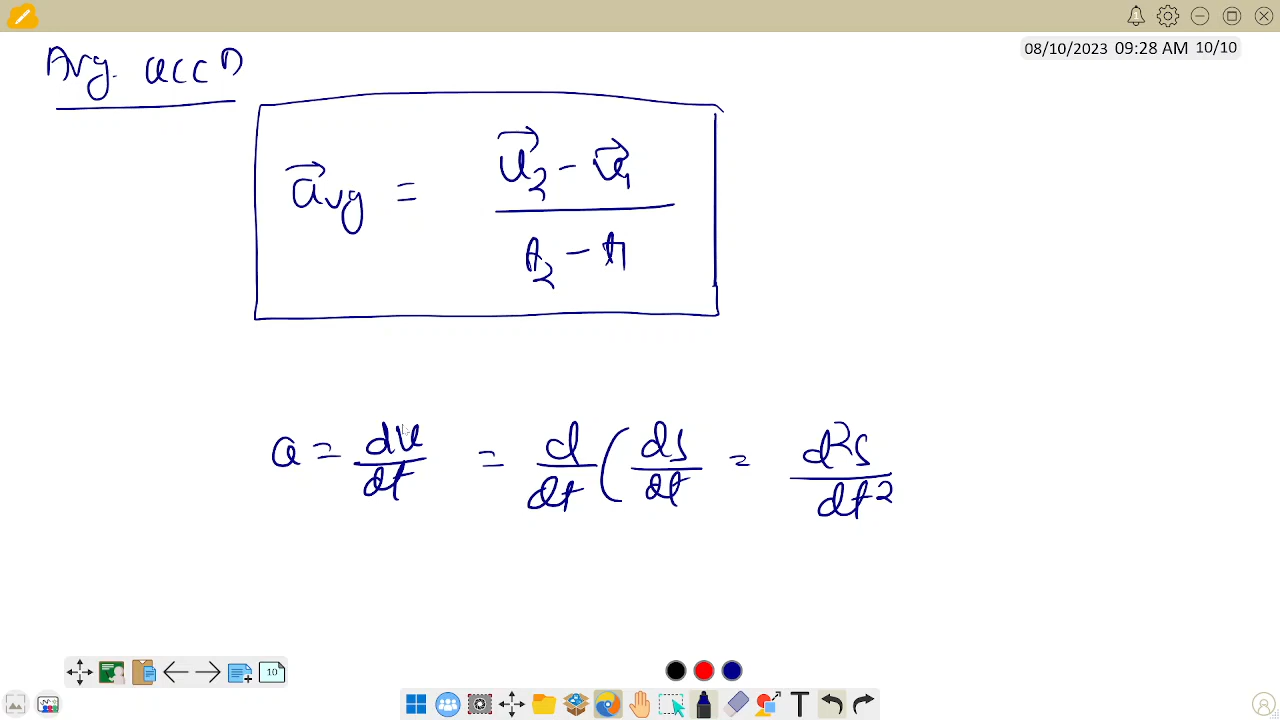 08/10/2023 09:28 AM 10/10
Avg. accn
a⃗vg = (v⃗2 - v⃗1) / (t2 - t1)
a = dv/dt = d/dt (ds/dt = d²s/dt²
10